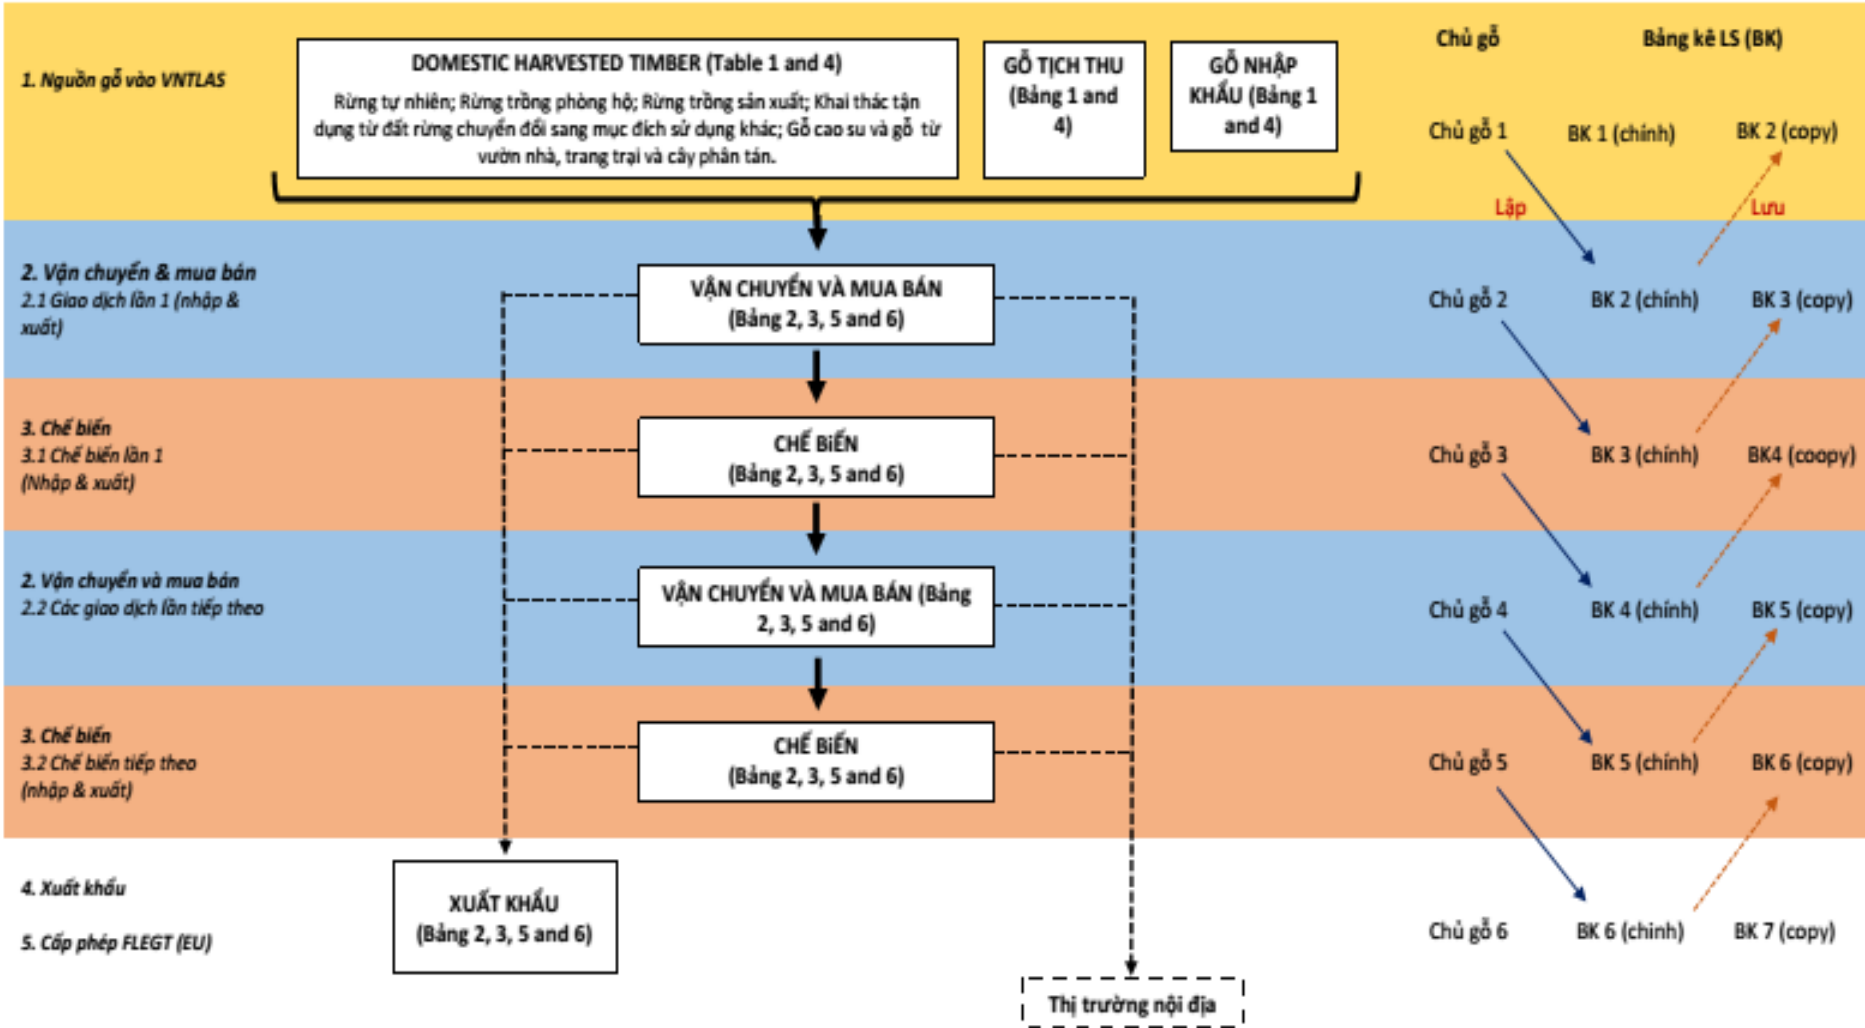 Chủ gỗ
Bảng kê LS (BK)
1. Nguồn gỗ vào VNTLAS
DOMESTIC HARVESTED TIMBER (Table 1 and 4)
Rừng tự nhiên; Rừng trồng phòng hộ; Rừng trồng sản xuất; Khai thác tận
dụng từ đất rừng chuyển đổi sang mục đích sử dụng khác; Gỗ cao su và gỗ từ
vườn nhà, trang trại và cây phân tán.
GỖ TỊCH THU
(Bảng 1 and
4)
GỖ NHẬP
KHẨU (Bảng 1
and 4)
Chủ gỗ 1
BK 1 (chính)
BK 2 (copy)
Lập
Lưu
2. Vận chuyển & mua bán
2.1 Giao dịch lần 1 (nhập &
xuất)
VẬN CHUYỂN VÀ MUA BÁN
(Bảng 2, 3, 5 and 6)
Chủ gỗ 2
BK 2 (chính)
BK 3 (copy)
3. Chế biến
3.1 Chế biến lần 1
(Nhập & xuất)
CHẾ BIẾN
(Bảng 2, 3, 5 and 6)
Chủ gỗ 3
BK 3 (chính)
BK4 (coopy)
2. Vận chuyển và mua bán
2.2 Các giao dịch lần tiếp theo
VẬN CHUYỂN VÀ MUA BÁN (Bảng
2, 3, 5 and 6)
Chủ gỗ 4
BK 4 (chính)
BK 5 (copy)
3. Chế biến
3.2 Chế biến tiếp theo
(nhập & xuất)
CHẾ BIẾN
(Bảng 2, 3, 5 and 6)
Chủ gỗ 5
BK 5 (chính)
BK 6 (copy)
4. Xuất khẩu
5. Cấp phép FLEGT (EU)
XUẤT KHẨU
(Bảng 2, 3, 5 and 6)
Chủ gỗ 6
BK 6 (chinh)
BK 7 (copy)
Thị trường nội địa